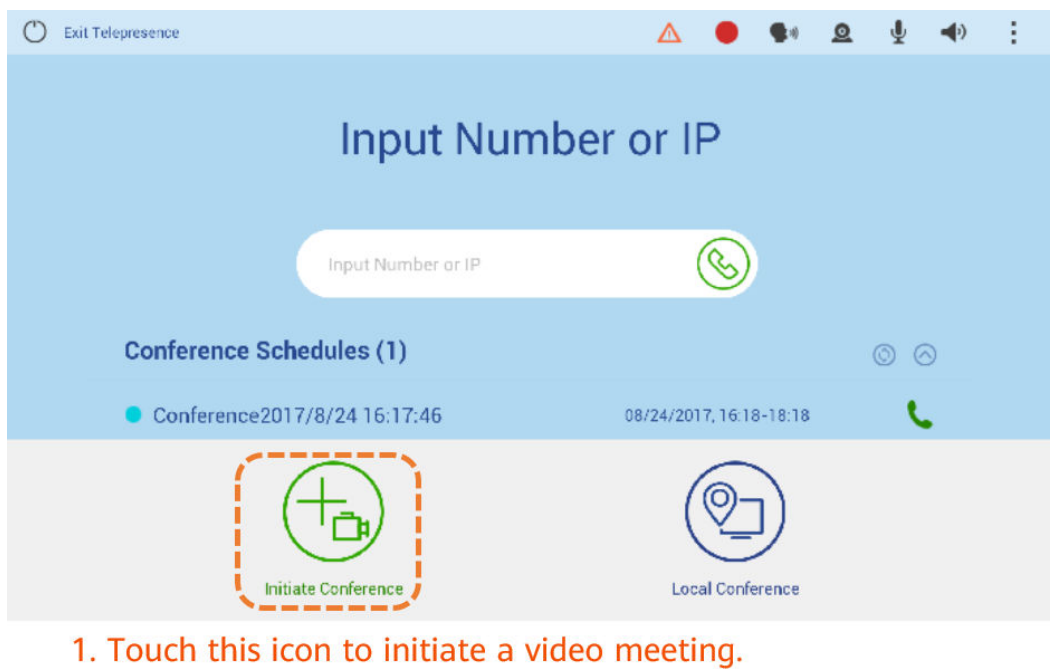 Exit Telepresence
Input Number or IP
Input Number or IP
Conference Schedules (1)
Conference2017/8/24 16:17:46 08/24/2017, 16:18-18:18
Initiate Conference Local Conference
1. Touch this icon to initiate a video meeting.